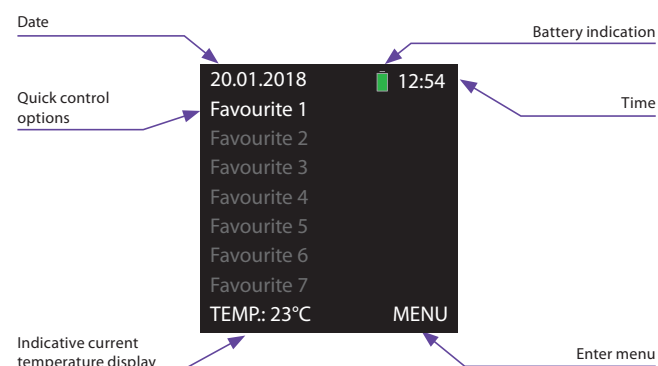 Date
Battery indication
20.01.2018 12:54
Quick control
options
Time
Favourite 1
Favourite 2
Favourite 3
Favourite 4
Favourite 5
Favourite 6
Favourite 7
TEMP.: 23°C MENU
Indicative current
temperature display
Enter menu